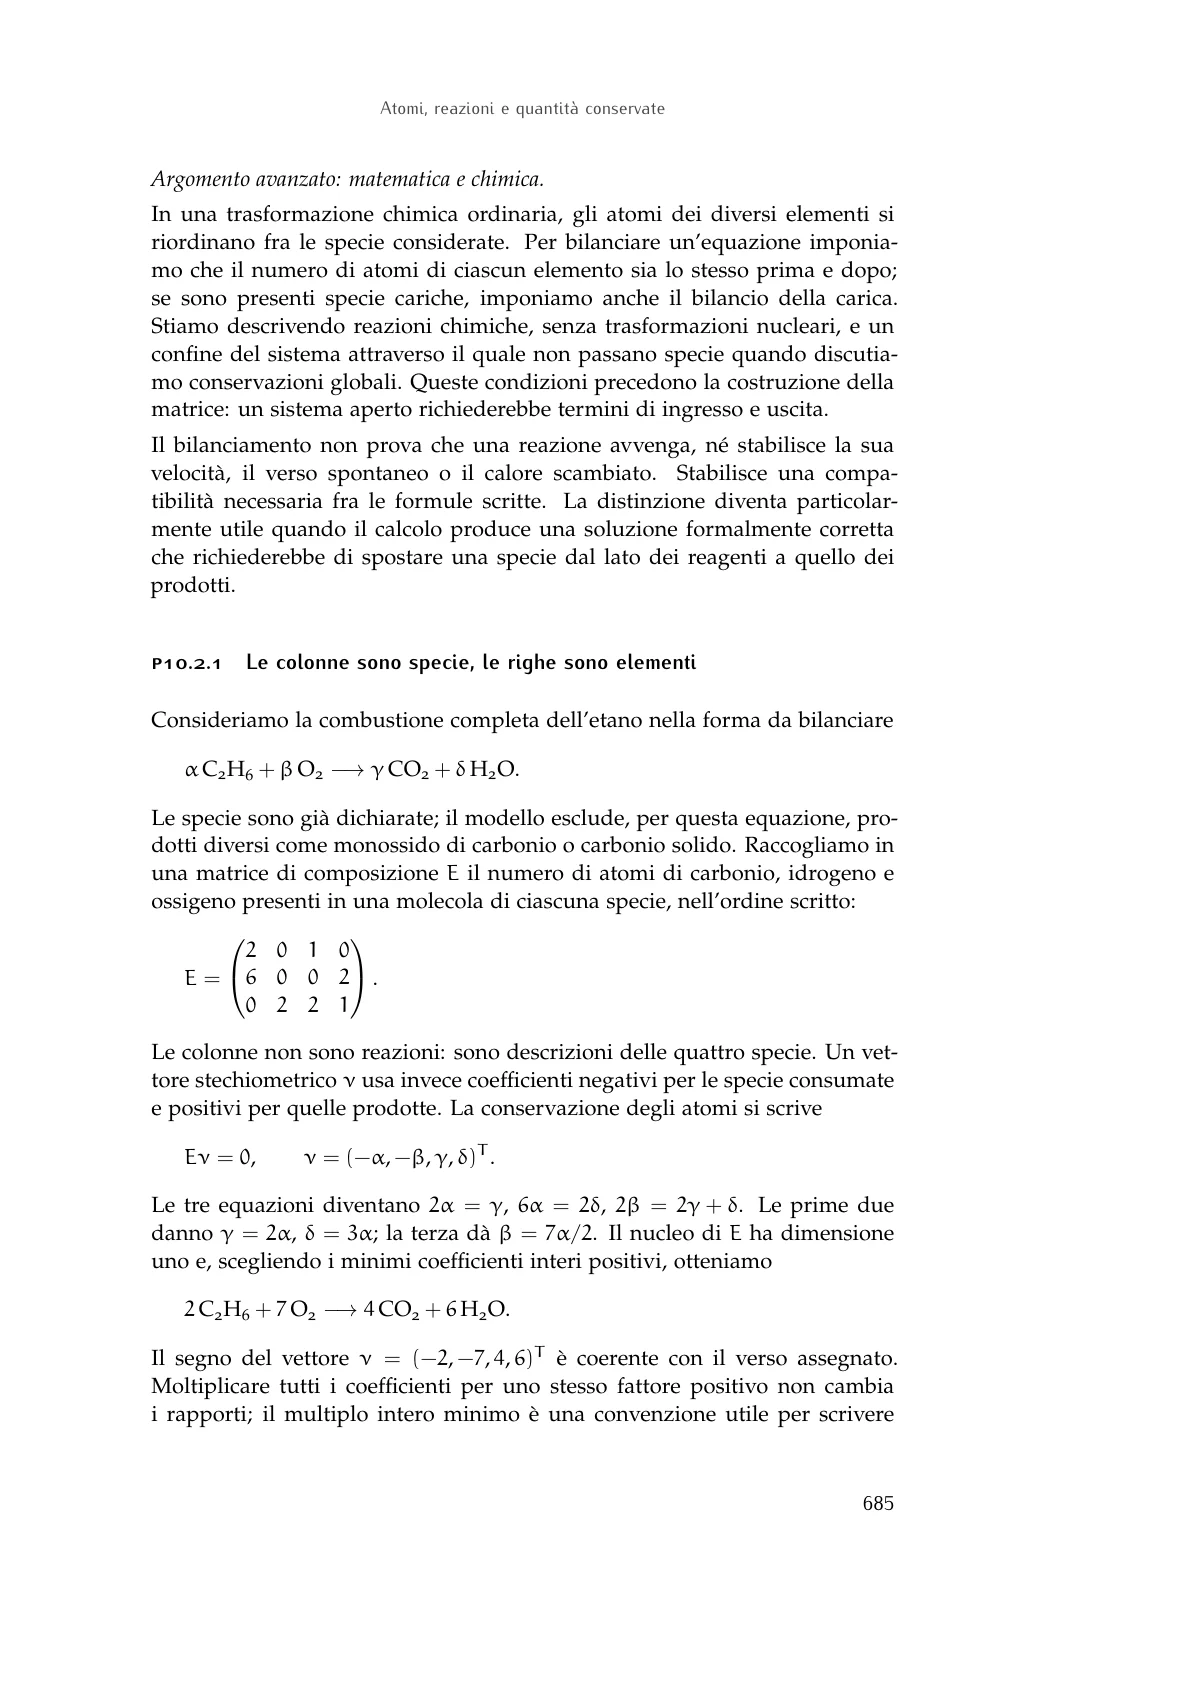 Atomi, reazioni e quantità conservate
Argomento avanzato: matematica e chimica.
In una trasformazione chimica ordinaria, gli atomi dei diversi elementi si
riordinano fra le specie considerate. Per bilanciare un'equazione imponia-
mo che il numero di atomi di ciascun elemento sia lo stesso prima e dopo;
se sono presenti specie cariche, imponiamo anche il bilancio della carica.
Stiamo descrivendo reazioni chimiche, senza trasformazioni nucleari, e un
confine del sistema attraverso il quale non passano specie quando discutia-
mo conservazioni globali. Queste condizioni precedono la costruzione della
matrice: un sistema aperto richiederebbe termini di ingresso e uscita.
Il bilanciamento non prova che una reazione avvenga, né stabilisce la sua
velocità, il verso spontaneo o il calore scambiato. Stabilisce una compa-
tibilità necessaria fra le formule scritte. La distinzione diventa particolar-
mente utile quando il calcolo produce una soluzione formalmente corretta
che richiederebbe di spostare una specie dal lato dei reagenti a quello dei
prodotti.
P10.2.1 Le colonne sono specie, le righe sono elementi
Consideriamo la combustione completa dell'etano nella forma da bilanciare
α C₂H₆ + β O₂ ⟶ γ CO₂ + δ H₂O.
Le specie sono già dichiarate; il modello esclude, per questa equazione, pro-
dotti diversi come monossido di carbonio o carbonio solido. Raccogliamo in
una matrice di composizione E il numero di atomi di carbonio, idrogeno e
ossigeno presenti in una molecola di ciascuna specie, nell'ordine scritto:
2 0 1 0
E = (6 0 0 2).
0 2 2 1
Le colonne non sono reazioni: sono descrizioni delle quattro specie. Un vet-
tore stechiometrico ν usa invece coefficienti negativi per le specie consumate
e positivi per quelle prodotte. La conservazione degli atomi si scrive
Eν = 0, ν = (−α, −β, γ, δ)ᵀ.
Le tre equazioni diventano 2α = γ, 6α = 2δ, 2β = 2γ + δ. Le prime due
danno γ = 2α, δ = 3α; la terza dà β = 7α/2. Il nucleo di E ha dimensione
uno e, scegliendo i minimi coefficienti interi positivi, otteniamo
2 C₂H₆ + 7 O₂ ⟶ 4 CO₂ + 6 H₂O.
Il segno del vettore ν = (−2, −7, 4, 6)ᵀ è coerente con il verso assegnato.
Moltiplicare tutti i coefficienti per uno stesso fattore positivo non cambia
i rapporti; il multiplo intero minimo è una convenzione utile per scrivere
685